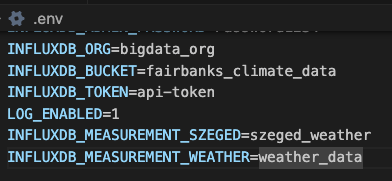 .env
INFLUXDB_ORG=bigdata_org
INFLUXDB_BUCKET=fairbanks_climate_data
INFLUXDB_TOKEN=api-token
LOG_ENABLED=1
INFLUXDB_MEASUREMENT_SZEGED=szeged_weather
INFLUXDB_MEASUREMENT_WEATHER=weather_data